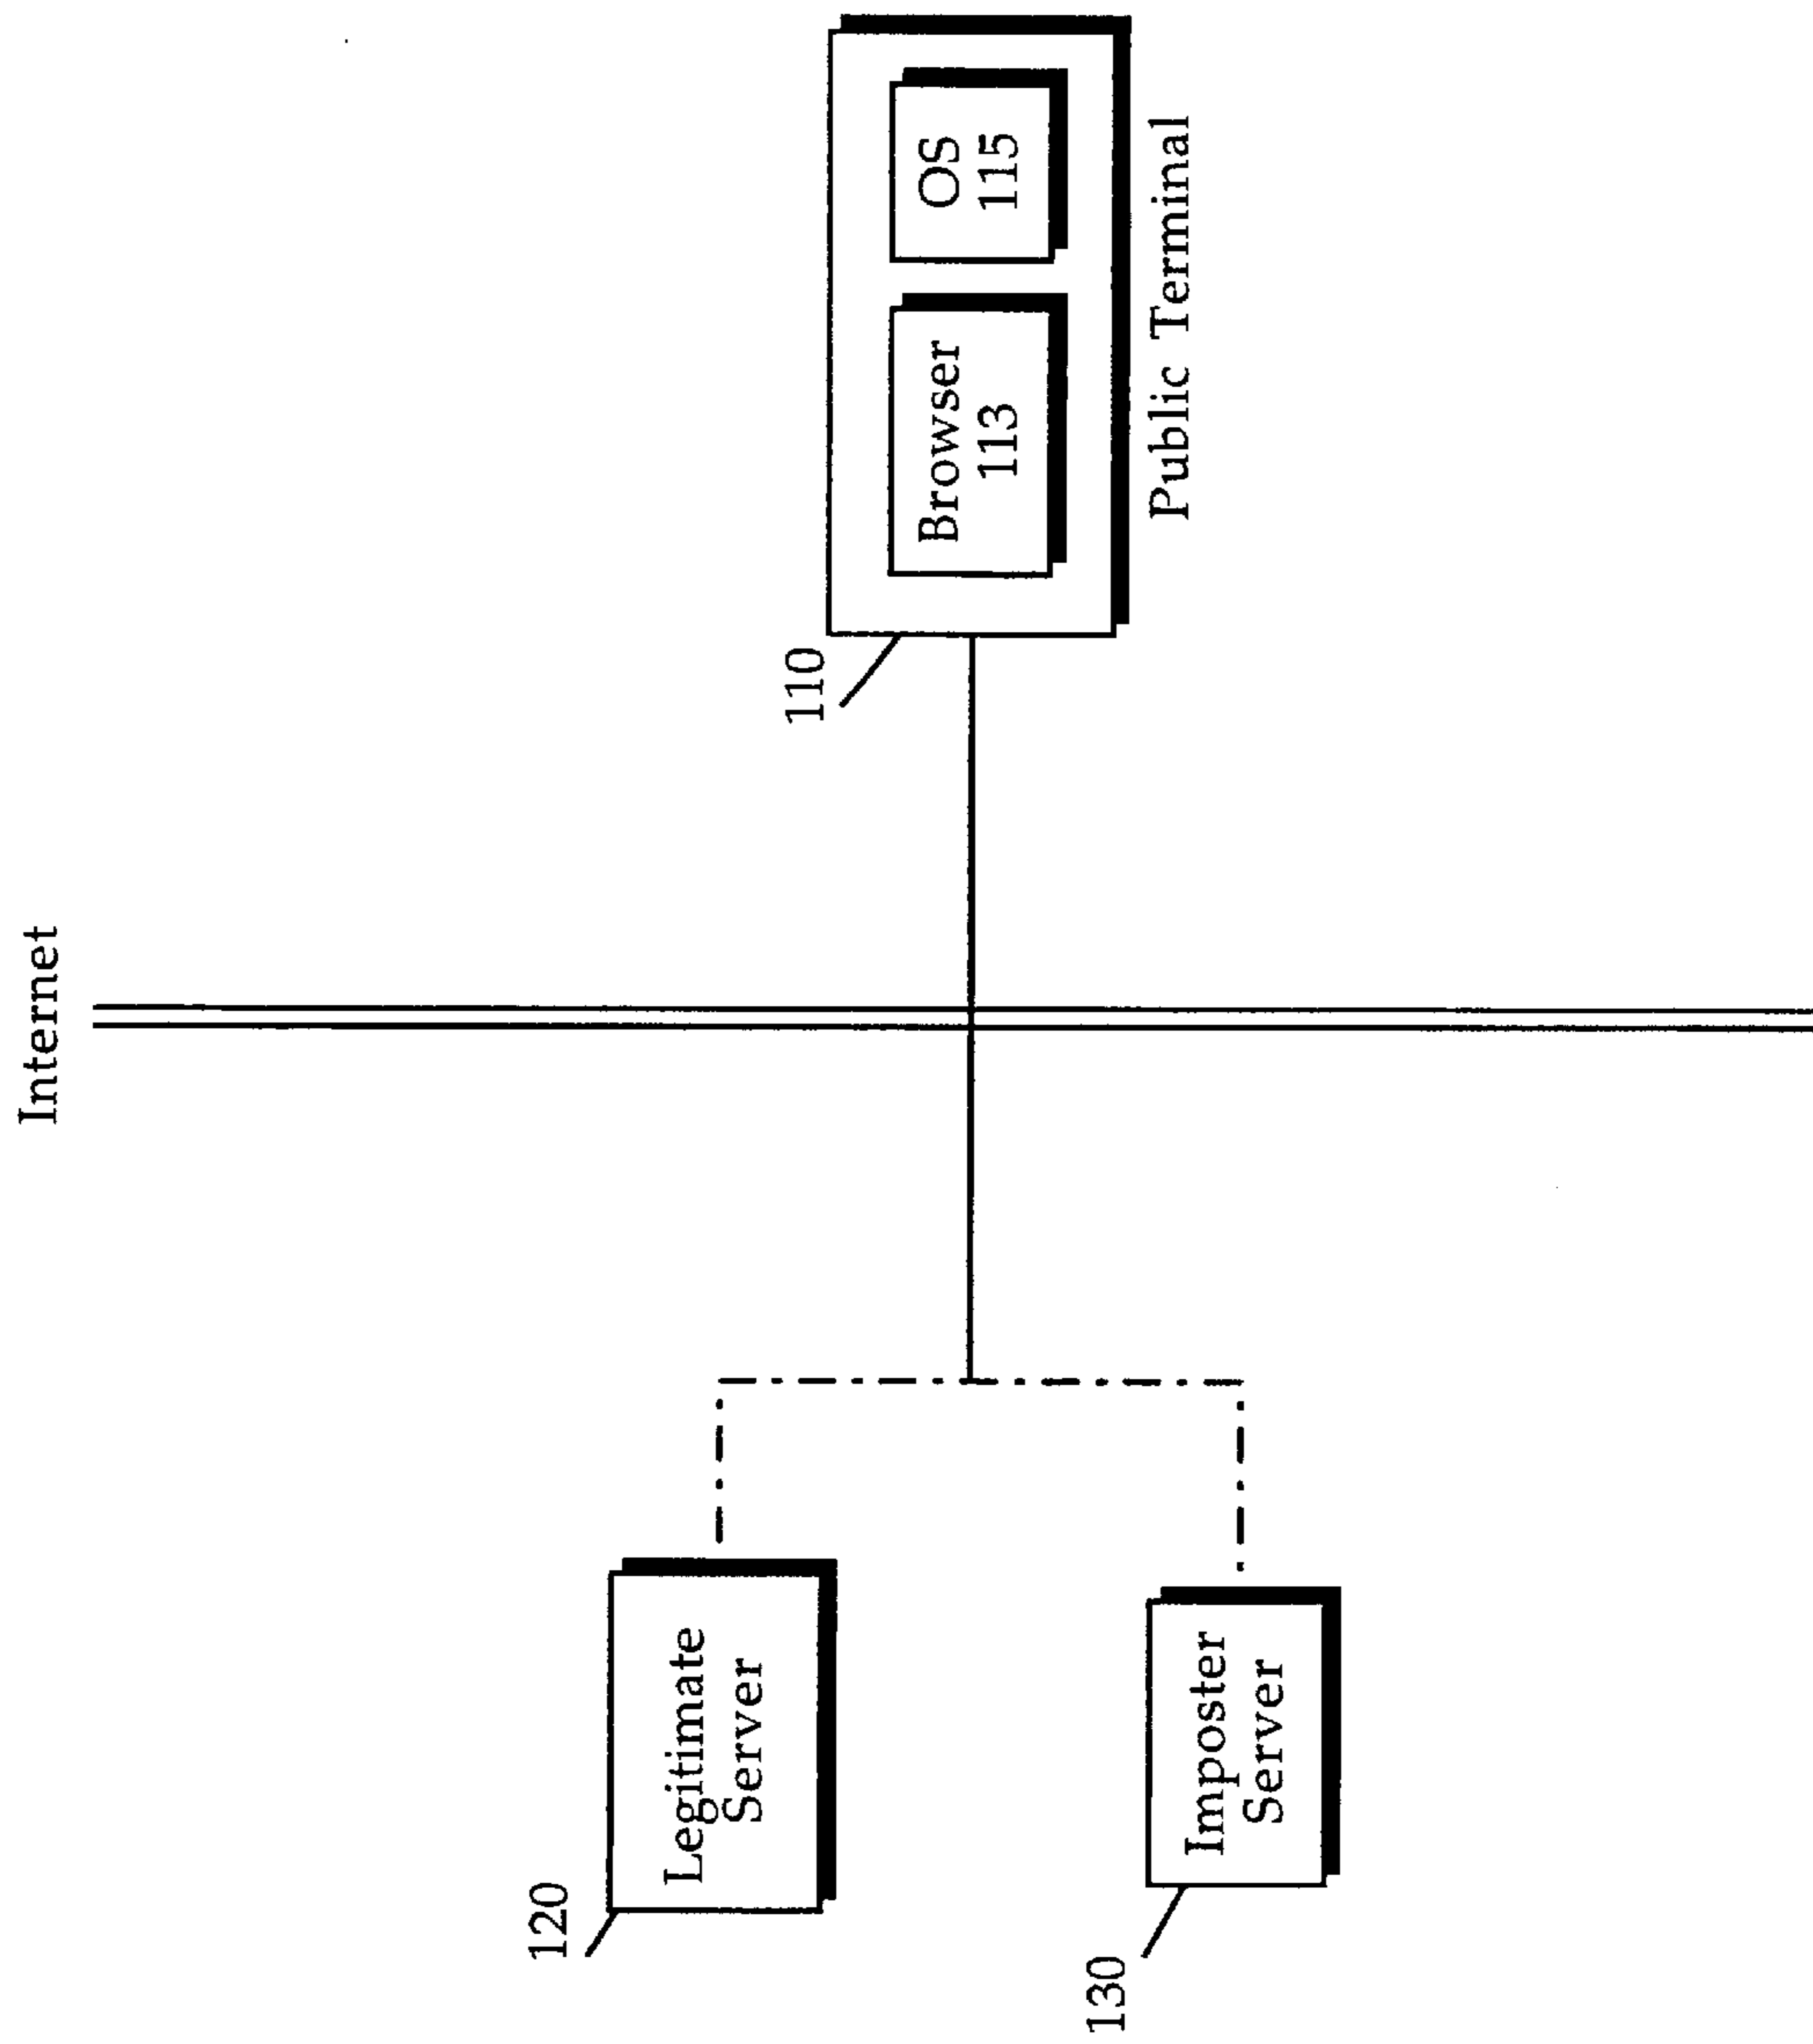 Internet
120
Legitimate
Server
130
Imposter
Server
110
Browser
113
OS
115
Public Terminal